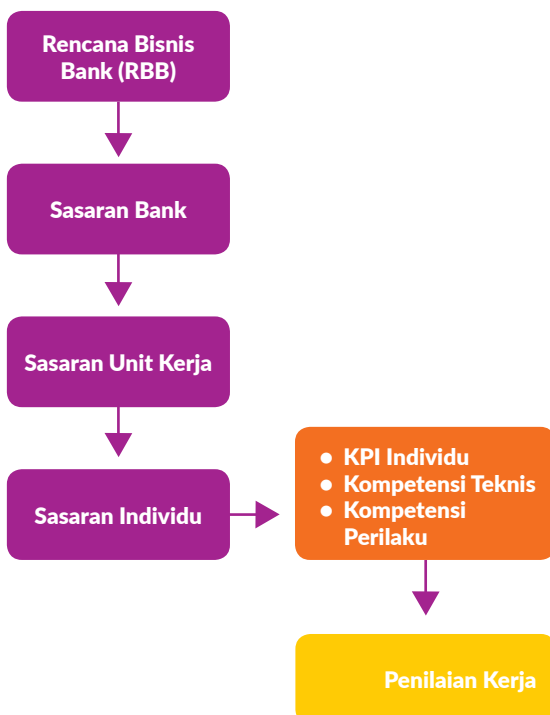 Rencana Bisnis
Bank (RBB)
Sasaran Bank
Sasaran Unit Kerja
Sasaran Individu
● KPI Individu
● Kompetensi Teknis
● Kompetensi
Perilaku
Penilaian Kerja